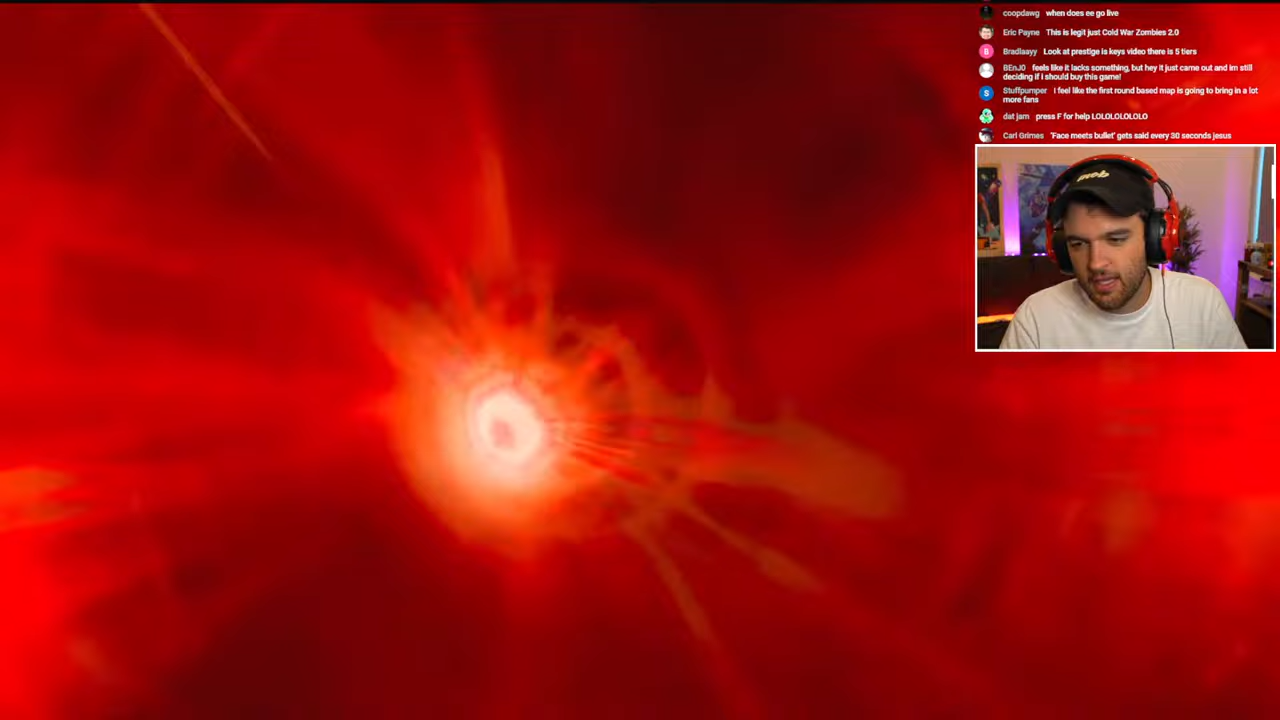 coopdawg when does ee go live
Eric Payne This is legit just Cold War Zombies 2.0
B Bradlaayy Look at prestige is keys video there is 5 tiers
BEnJ0 feels like it lacks something, but hey it just came out and im still
deciding if i should buy this game!
S Stuffpumper I feel like the first round based map is going to bring in a lot
more fans
dat jam press F for help LOLOLOLOLOLO
Carl Grimes 'Face meets bullet' gets said every 30 seconds jesus